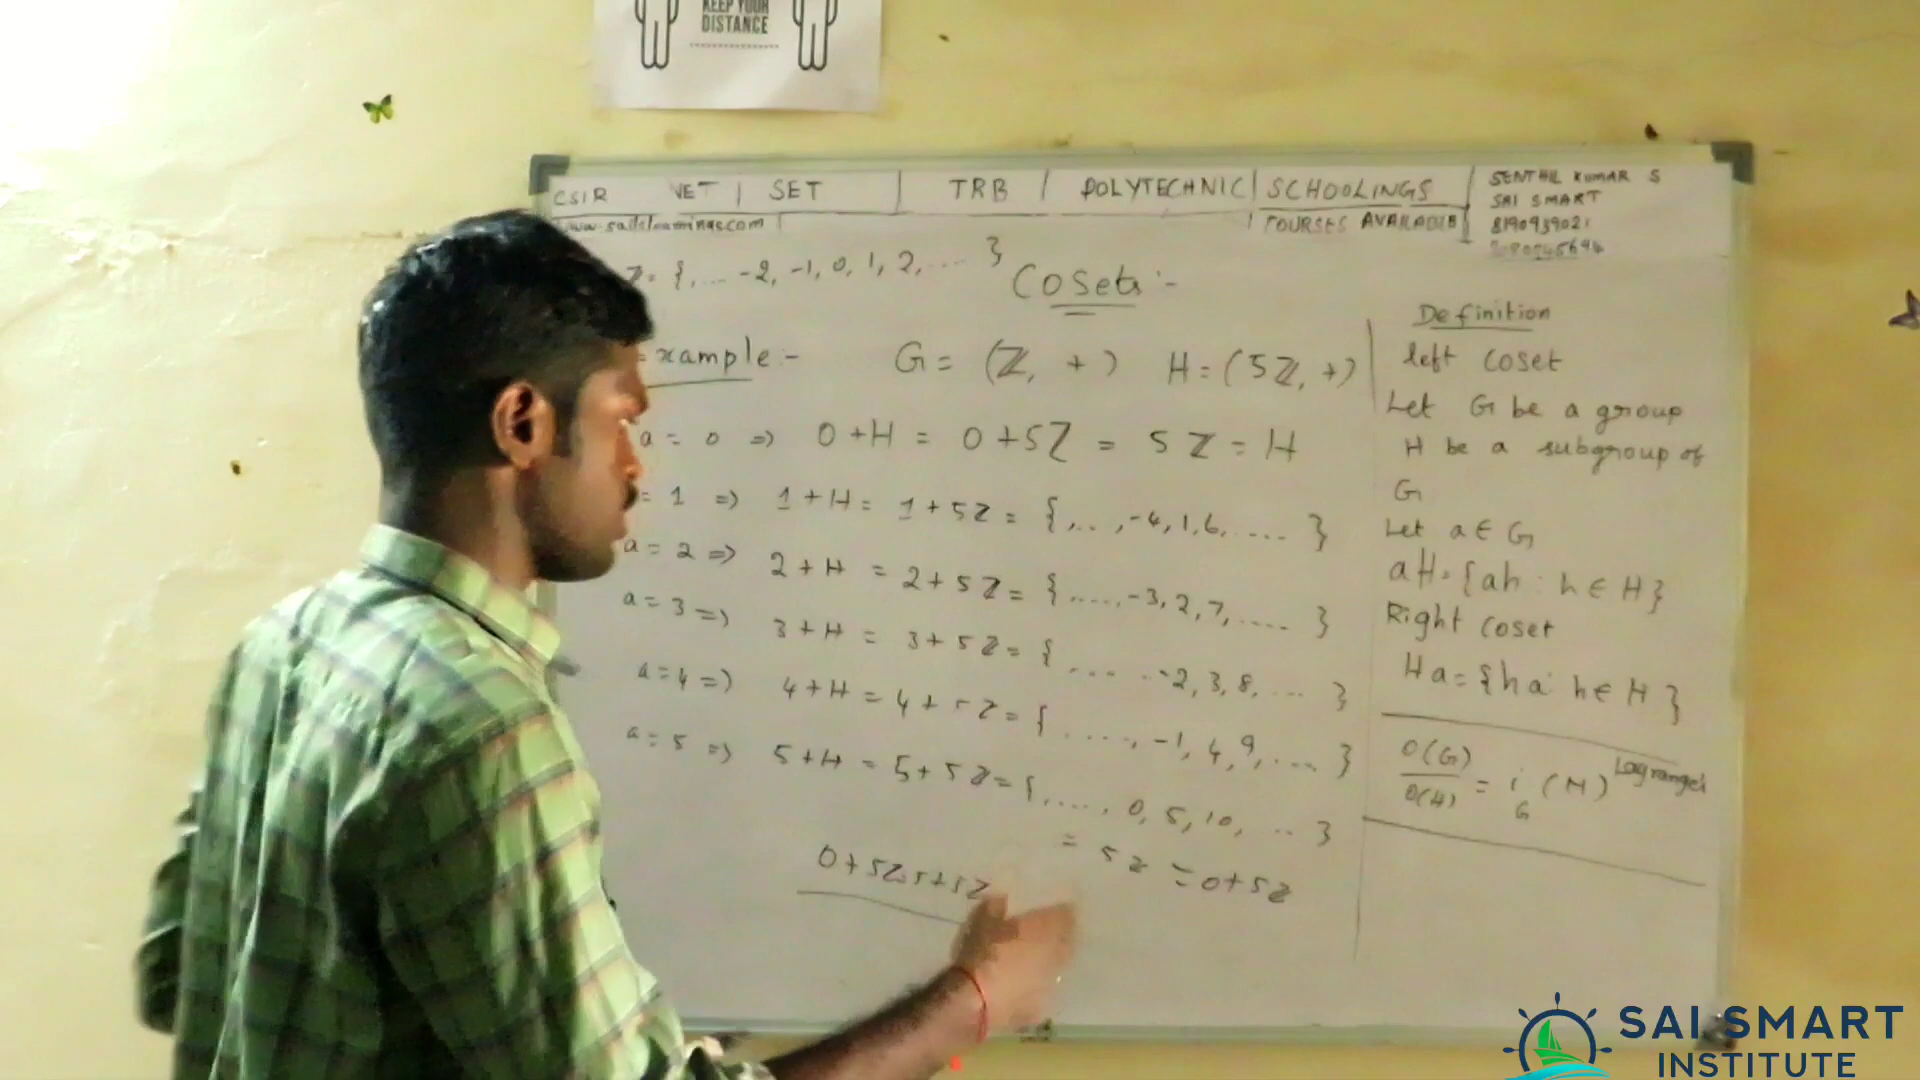 KEEP YOUR
DISTANCE
CSIR NET | SET | TRB | POLYTECHNIC | SCHOOLINGS
COURSES AVAILABLE
SENTHIL KUMAR S
SAI SMART
8190939021
Z = {, ... -2, -1, 0, 1, 2, .... }
Cosets :-
xample :-
G = (Z, +) H = (5Z, +)
a = 0 => 0 + H = 0 + 5Z = 5Z = H
= 1 => 1 + H = 1 + 5Z = {, .. , -4, 1, 6, ..... }
a = 2 => 2 + H = 2 + 5Z = { ....., -3, 2, 7, ..... }
a = 3 => 3 + H = 3 + 5Z = { ..... -2, 3, 8, ... }
a = 4 => 4 + H = 4 + 5Z = { ....., -1, 4, 9, .... }
a = 5 => 5 + H = 5 + 5Z = {, ...., 0, 5, 10, .. }
= 5Z = 0 + 5Z
Definition
left coset
Let G be a group
H be a subgroup of
G
Let a ∈ G
aH = {ah : h ∈ H}
Right coset
Ha = {ha : h ∈ H}
O(G)/O(H) = i_G (H) Lagrange's
SAI SMART
INSTITUTE